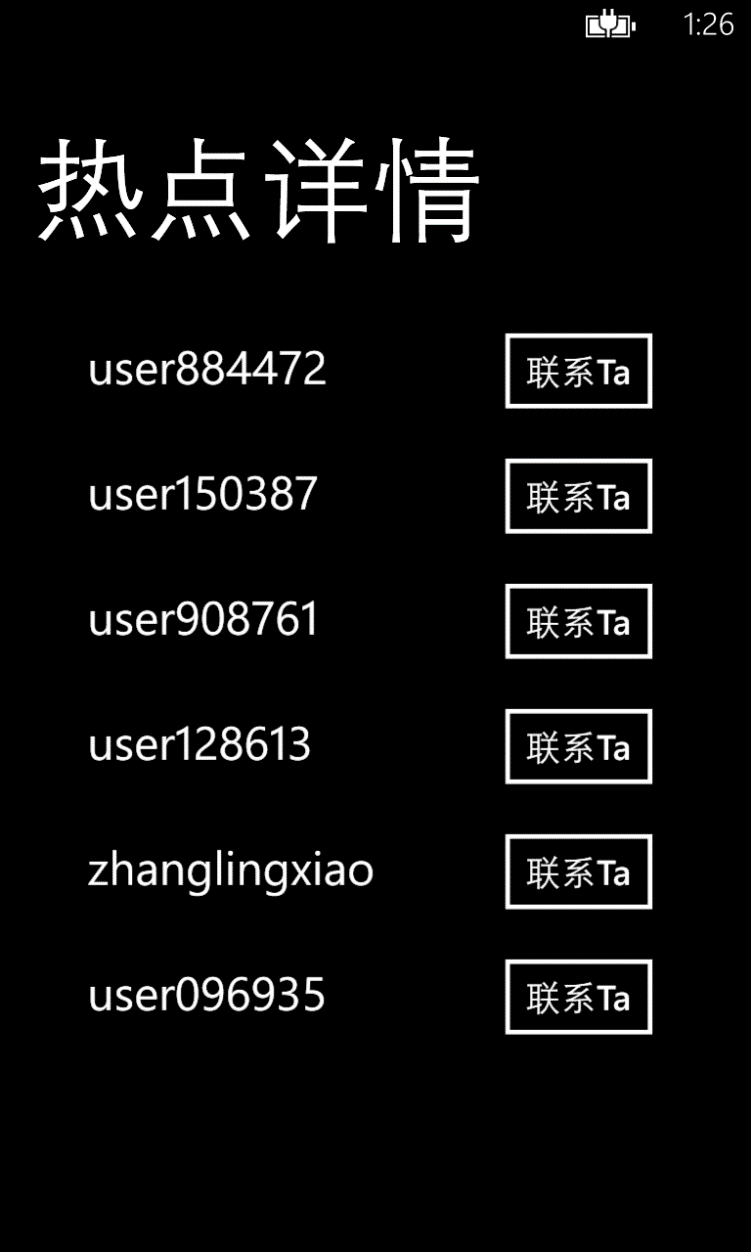 1:26
热点详情
user884472 联系Ta
user150387 联系Ta
user908761 联系Ta
user128613 联系Ta
zhanglingxiao 联系Ta
user096935 联系Ta